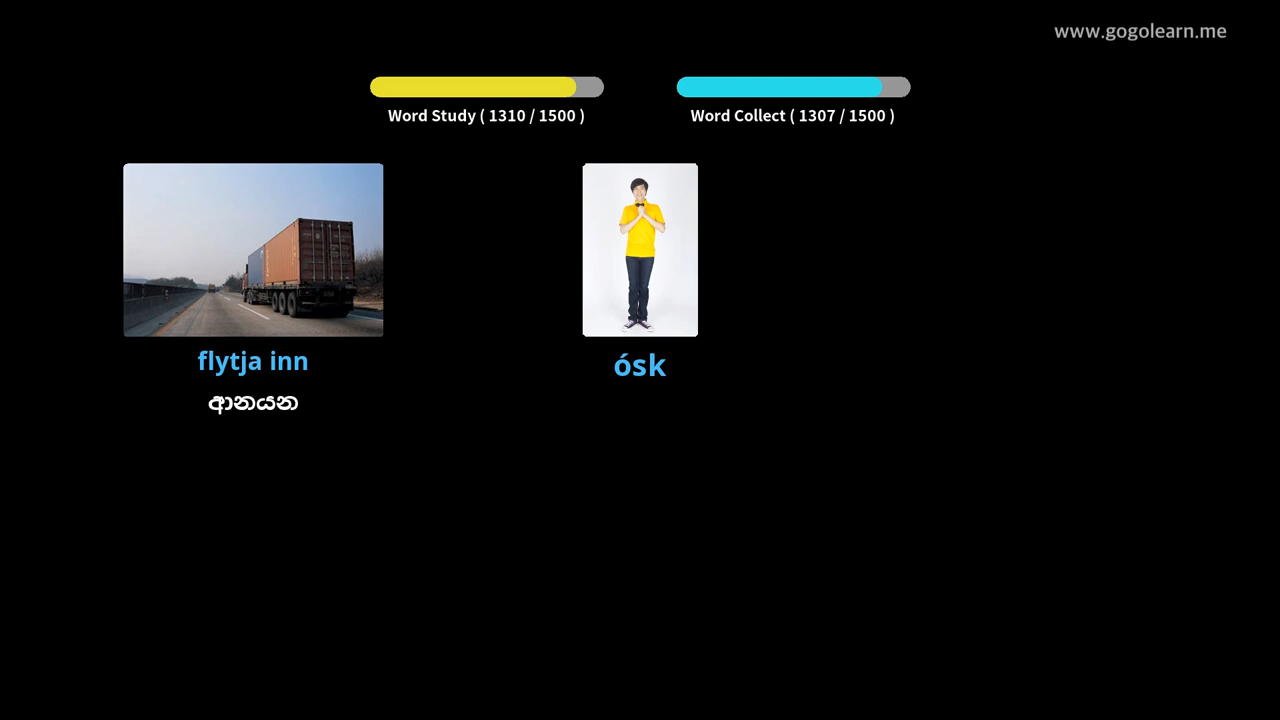 www.gogolearn.me
Word Study ( 1310 / 1500 )
Word Collect ( 1307 / 1500 )
flytja inn
ආනයන
ósk